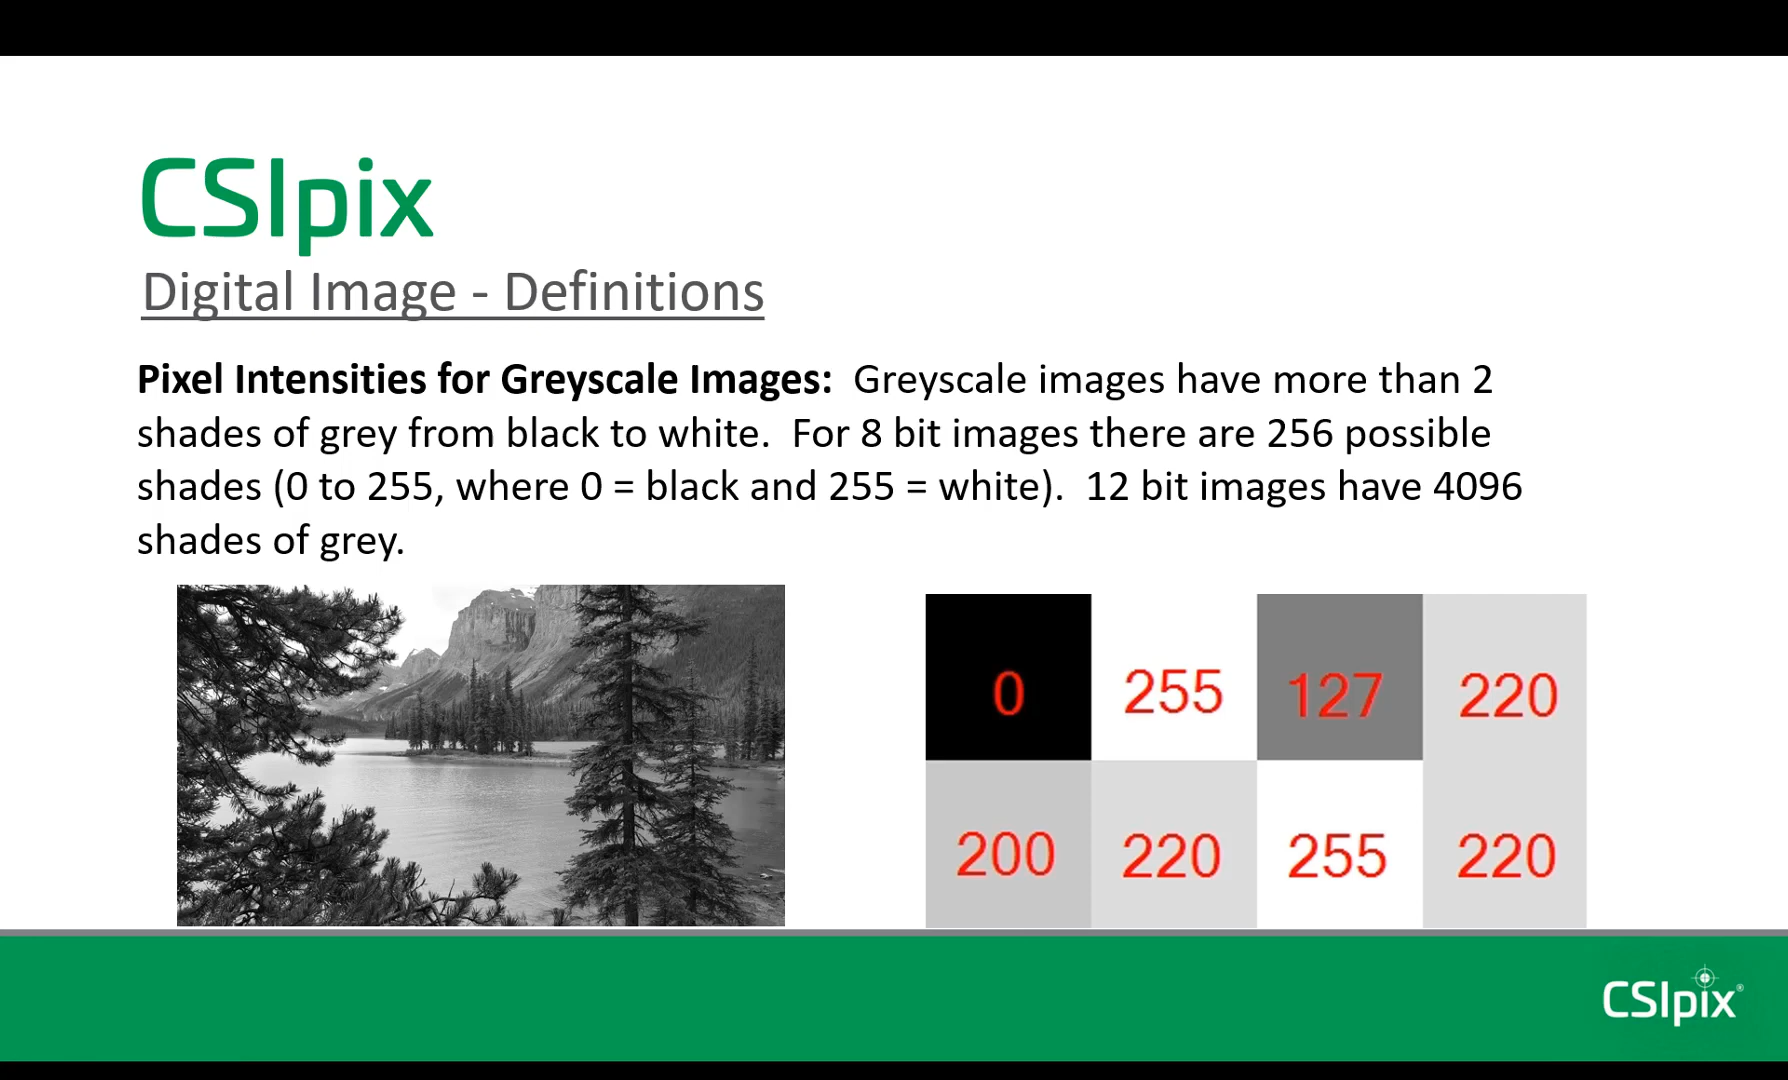 CSIpix
Digital Image - Definitions
Pixel Intensities for Greyscale Images:  Greyscale images have more than 2
shades of grey from black to white.  For 8 bit images there are 256 possible
shades (0 to 255, where 0 = black and 255 = white).  12 bit images have 4096
shades of grey.
0 255 127 220
200 220 255 220
CSIpix®